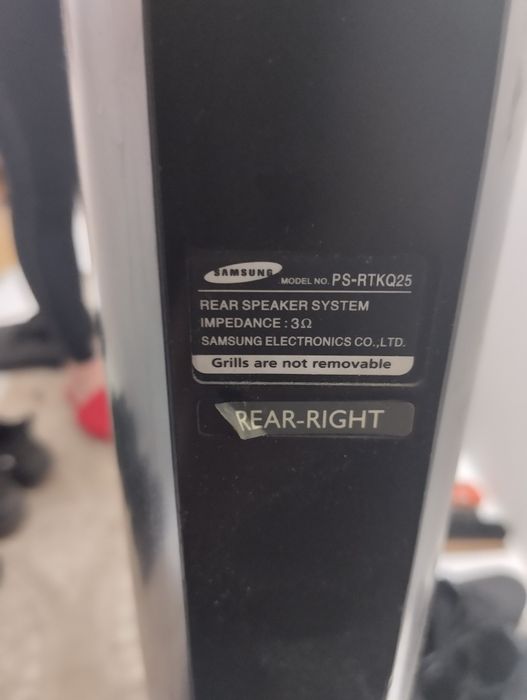 SAMSUNG MODEL NO. PS-RTKQ25
REAR SPEAKER SYSTEM
IMPEDANCE : 3Ω
SAMSUNG ELECTRONICS CO.,LTD.
Grills are not removable
REAR-RIGHT